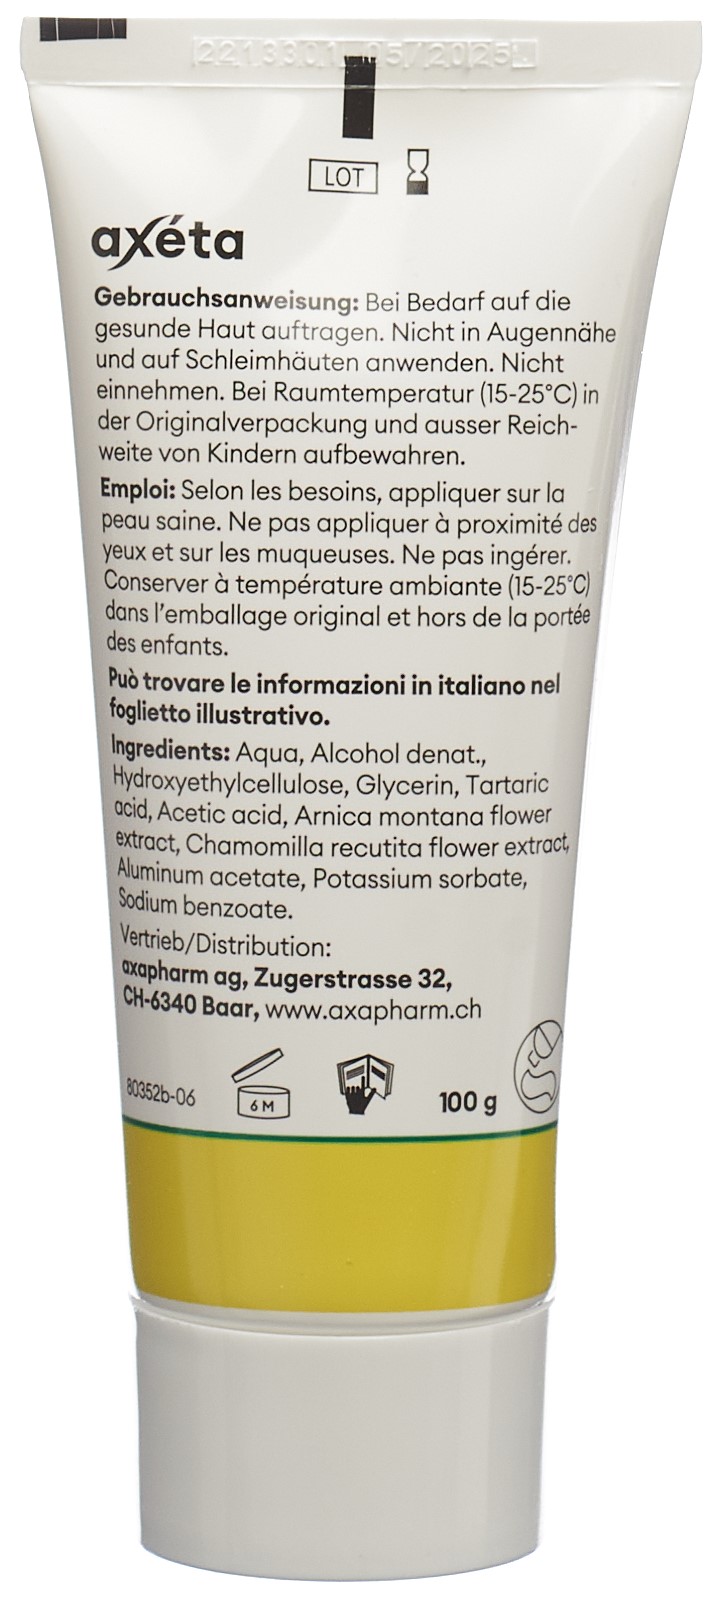 2213301 05/2025
LOT
axéta
Gebrauchsanweisung: Bei Bedarf auf die
gesunde Haut auftragen. Nicht in Augennähe
und auf Schleimhäuten anwenden. Nicht
einnehmen. Bei Raumtemperatur (15-25°C) in
der Originalverpackung und ausser Reich-
weite von Kindern aufbewahren.
Emploi: Selon les besoins, appliquer sur la
peau saine. Ne pas appliquer à proximité des
yeux et sur les muqueuses. Ne pas ingérer.
Conserver à température ambiante (15-25°C)
dans l'emballage original et hors de la portée
des enfants.
Può trovare le informazioni in italiano nel
foglietto illustrativo.
Ingredients: Aqua, Alcohol denat.,
Hydroxyethylcellulose, Glycerin, Tartaric
acid, Acetic acid, Arnica montana flower
extract, Chamomilla recutita flower extract,
Aluminum acetate, Potassium sorbate,
Sodium benzoate.
Vertrieb/Distribution:
axapharm ag, Zugerstrasse 32,
CH-6340 Baar, www.axapharm.ch
80352b-06
6 M
100 g